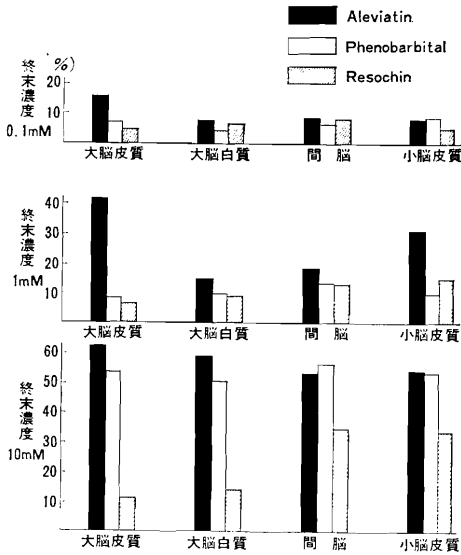 Aleviatin
Phenobarbital
Resochin
終末濃度
0.1mM
%)
20
10
大脳皮質
大脳白質
間 脳
小脳皮質
終末濃度
1mM
40
30
20
10
大脳皮質
大脳白質
間 脳
小脳皮質
終末濃度
10mM
60
50
40
30
20
10
大脳皮質
大脳白質
間 脳
小脳皮質